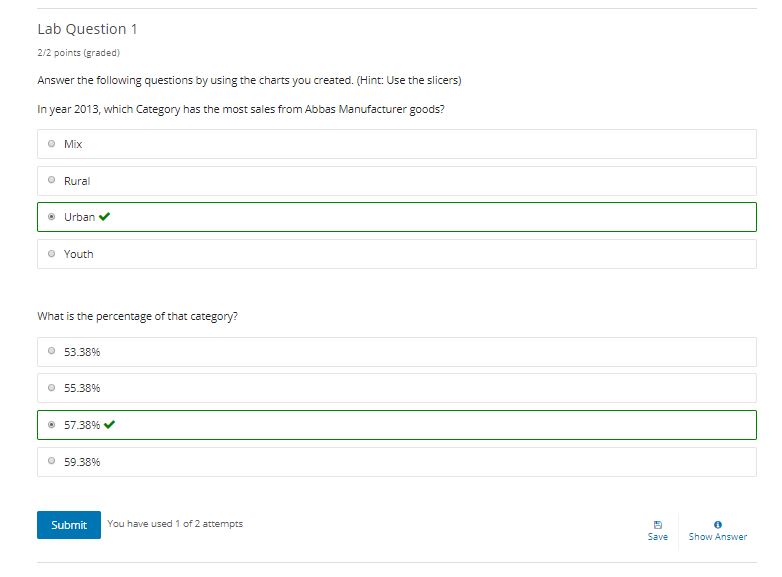 Lab Question 1
2/2 points (graded)
Answer the following questions by using the charts you created. (Hint: Use the slicers)
In year 2013, which Category has the most sales from Abbas Manufacturer goods?
Mix
Rural
Urban
Youth
What is the percentage of that category?
53.38%
55.38%
57.38%
59.38%
Submit You have used 1 of 2 attempts
Save Show Answer